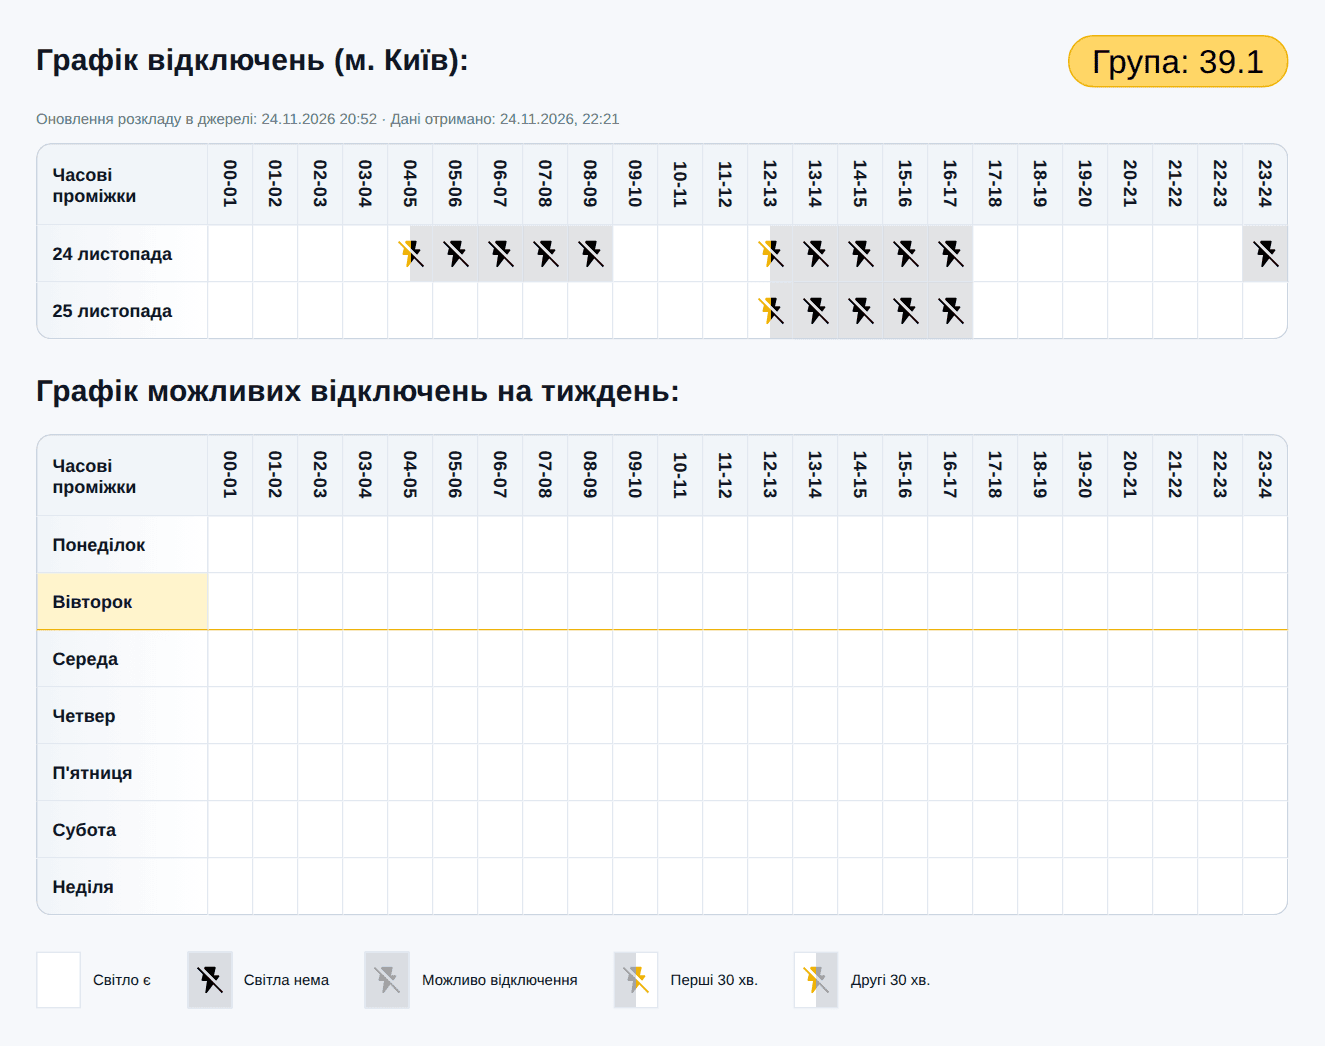 Графік відключень (м. Київ):
Група: 39.1
Оновлення розкладу в джерелі: 24.11.2026 20:52 · Дані отримано: 24.11.2026, 22:21
Часові проміжки 00-01 01-02 02-03 03-04 04-05 05-06 06-07 07-08 08-09 09-10 10-11 11-12 12-13 13-14 14-15 15-16 16-17 17-18 18-19 19-20 20-21 21-22 22-23 23-24
24 листопада
25 листопада
Графік можливих відключень на тиждень:
Часові проміжки 00-01 01-02 02-03 03-04 04-05 05-06 06-07 07-08 08-09 09-10 10-11 11-12 12-13 13-14 14-15 15-16 16-17 17-18 18-19 19-20 20-21 21-22 22-23 23-24
Понеділок
Вівторок
Середа
Четвер
П'ятниця
Субота
Неділя
Світло є Світла нема Можливо відключення Перші 30 хв. Другі 30 хв.